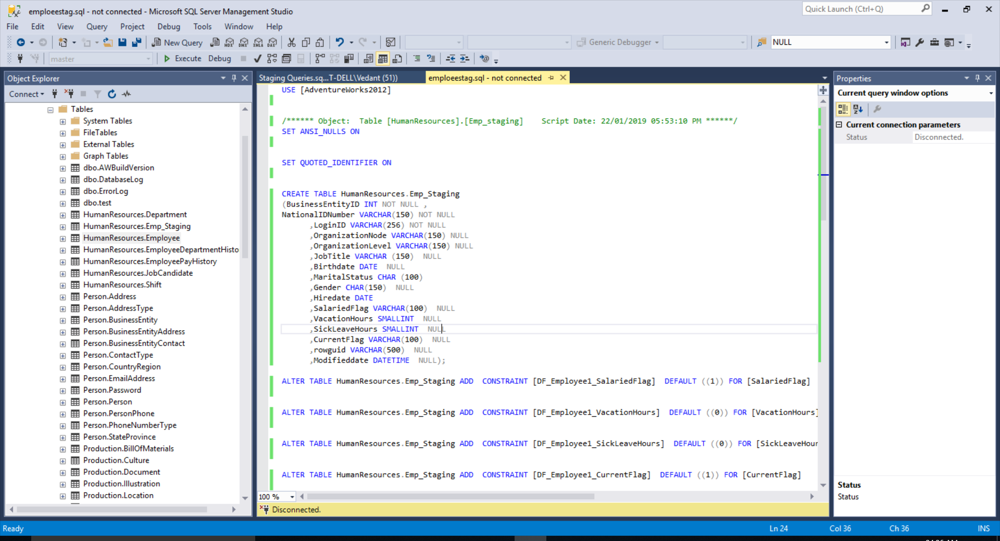 emploeestag.sql - not connected - Microsoft SQL Server Management Studio
Quick Launch (Ctrl+Q)
File Edit View Query Project Debug Tools Window Help
New Query
MDX DMX XMLA DAX
Generic Debugger
NULL
master
Execute Debug
Object Explorer
Connect
Tables
System Tables
FileTables
External Tables
Graph Tables
dbo.AWBuildVersion
dbo.DatabaseLog
dbo.ErrorLog
dbo.test
HumanResources.Department
HumanResources.Emp_Staging
HumanResources.Employee
HumanResources.EmployeeDepartmentHisto
HumanResources.EmployeePayHistory
HumanResources.JobCandidate
HumanResources.Shift
Person.Address
Person.AddressType
Person.BusinessEntity
Person.BusinessEntityAddress
Person.BusinessEntityContact
Person.ContactType
Person.CountryRegion
Person.EmailAddress
Person.Password
Person.Person
Person.PersonPhone
Person.PhoneNumberType
Person.StateProvince
Production.BillOfMaterials
Production.Culture
Production.Document
Production.Illustration
Production.Location
Staging Queries.sq...T-DELL\Vedant (51))
emploeestag.sql - not connected
USE [AdventureWorks2012]
/****** Object:  Table [HumanResources].[Emp_staging]    Script Date: 22/01/2019 05:53:10 PM ******/
SET ANSI_NULLS ON
SET QUOTED_IDENTIFIER ON
CREATE TABLE HumanResources.Emp_Staging
(BusinessEntityID INT NOT NULL ,
NationalIDNumber VARCHAR(150) NOT NULL
,LoginID VARCHAR(256) NOT NULL
,OrganizationNode VARCHAR(150) NULL
,OrganizationLevel VARCHAR(150) NULL
,JobTitle VARCHAR (150)  NULL
,Birthdate DATE  NULL
,MaritalStatus CHAR (100)
,Gender CHAR(150)  NULL
,Hiredate DATE
,SalariedFlag VARCHAR(100)  NULL
,VacationHours SMALLINT  NULL
,SickLeaveHours SMALLINT  NULL
,CurrentFlag VARCHAR(100)  NULL
,rowguid VARCHAR(500)  NULL
,Modifieddate DATETIME  NULL);
ALTER TABLE HumanResources.Emp_Staging ADD  CONSTRAINT [DF_Employee1_SalariedFlag]  DEFAULT ((1)) FOR [SalariedFlag]
ALTER TABLE HumanResources.Emp_Staging ADD  CONSTRAINT [DF_Employee1_VacationHours]  DEFAULT ((0)) FOR [VacationHours]
ALTER TABLE HumanResources.Emp_Staging ADD  CONSTRAINT [DF_Employee1_SickLeaveHours]  DEFAULT ((0)) FOR [SickLeaveHour
ALTER TABLE HumanResources.Emp_Staging ADD  CONSTRAINT [DF_Employee1_CurrentFlag]  DEFAULT ((1)) FOR [CurrentFlag]
100 %
Disconnected.
Properties
Current query window options
Current connection parameters
Status Disconnected.
Status
Status
Ready
Ln 24 Col 36 Ch 36 INS